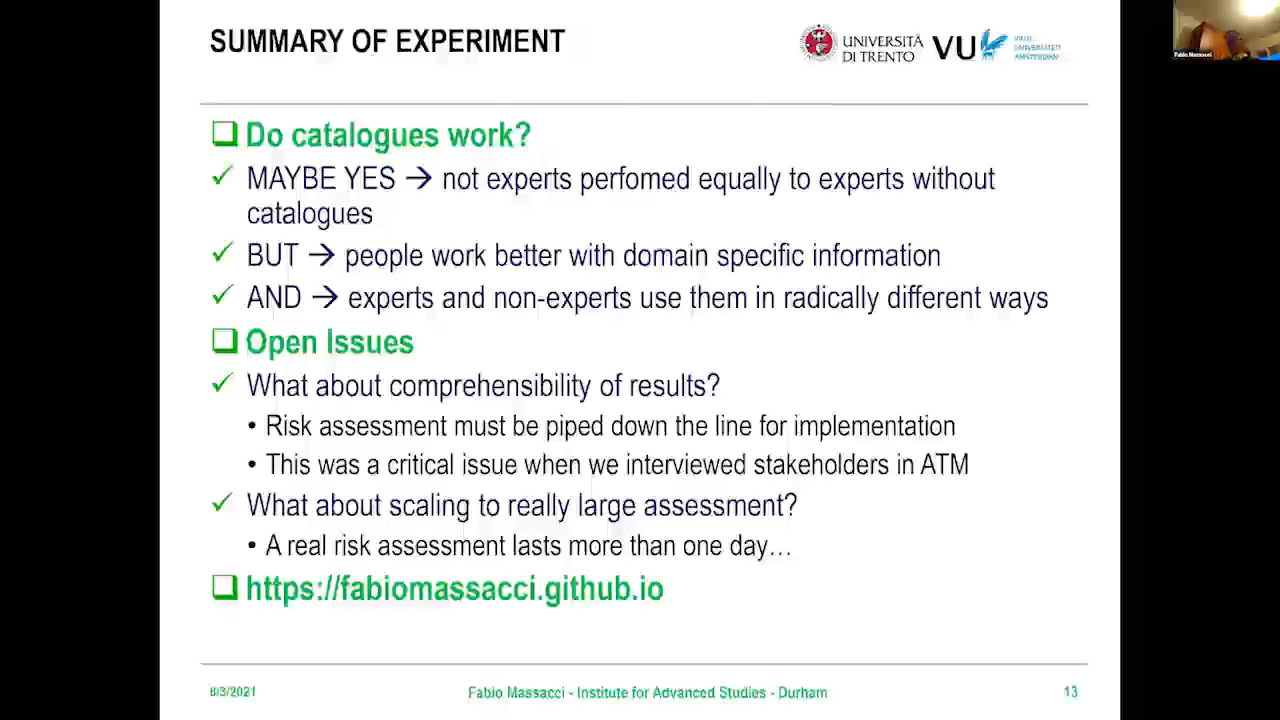 SUMMARY OF EXPERIMENT
UNIVERSITÀ
DI TRENTO
VU
VRIJE
UNIVERSITEIT
AMSTERDAM
Fabio Massacci
Do catalogues work?
MAYBE YES → not experts perfomed equally to experts without
catalogues
BUT → people work better with domain specific information
AND → experts and non-experts use them in radically different ways
Open Issues
What about comprehensibility of results?
• Risk assessment must be piped down the line for implementation
• This was a critical issue when we interviewed stakeholders in ATM
What about scaling to really large assessment?
• A real risk assessment lasts more than one day…
https://fabiomassacci.github.io
8/3/2021
Fabio Massacci - Institute for Advanced Studies - Durham
13